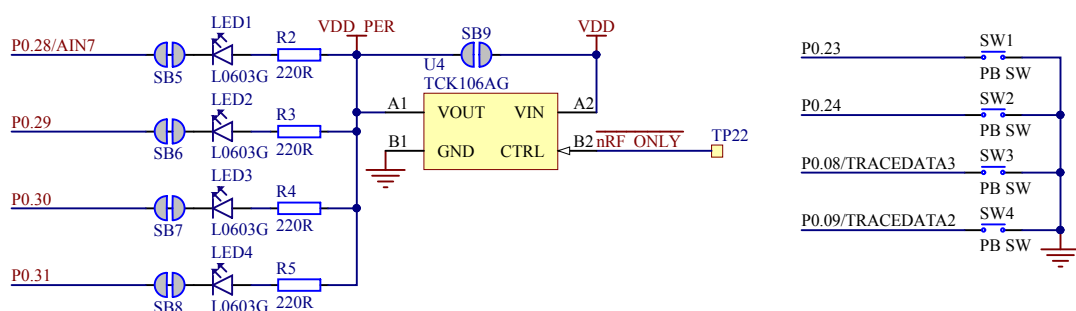 LED1
P0.28/AIN7
R2
VDD_PER
SB9
VDD
SB5
L0603G
220R
U4
TCK106AG
LED2
P0.29
R3
A1
VOUT
VIN
A2
SB6
L0603G
220R
B1
GND
CTRL
B2
nRF_ONLY
TP22
LED3
P0.30
R4
SB7
L0603G
220R
LED4
P0.31
R5
SB8
L0603G
220R
P0.23
SW1
PB SW
P0.24
SW2
PB SW
P0.08/TRACEDATA3
SW3
PB SW
P0.09/TRACEDATA2
SW4
PB SW